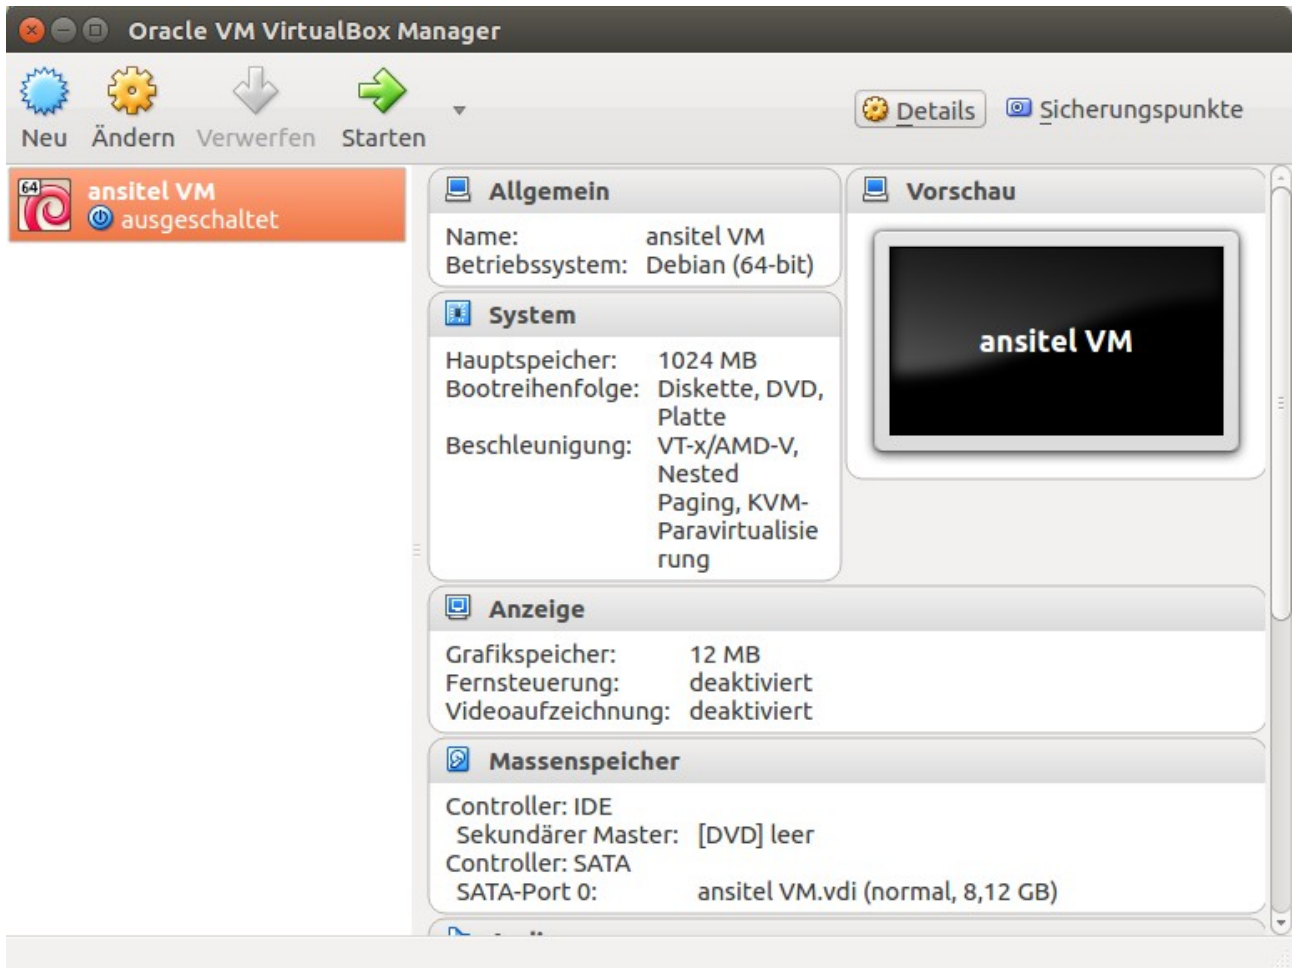 Oracle VM VirtualBox Manager
Neu Ändern Verwerfen Starten
Details Sicherungspunkte
64
ansitel VM
ausgeschaltet
Allgemein
Name: ansitel VM
Betriebssystem: Debian (64-bit)
System
Hauptspeicher: 1024 MB
Bootreihenfolge: Diskette, DVD,
Platte
Beschleunigung: VT-x/AMD-V,
Nested
Paging, KVM-
Paravirtualisie
rung
Vorschau
ansitel VM
Anzeige
Grafikspeicher: 12 MB
Fernsteuerung: deaktiviert
Videoaufzeichnung: deaktiviert
Massenspeicher
Controller: IDE
Sekundärer Master: [DVD] leer
Controller: SATA
SATA-Port 0: ansitel VM.vdi (normal, 8,12 GB)